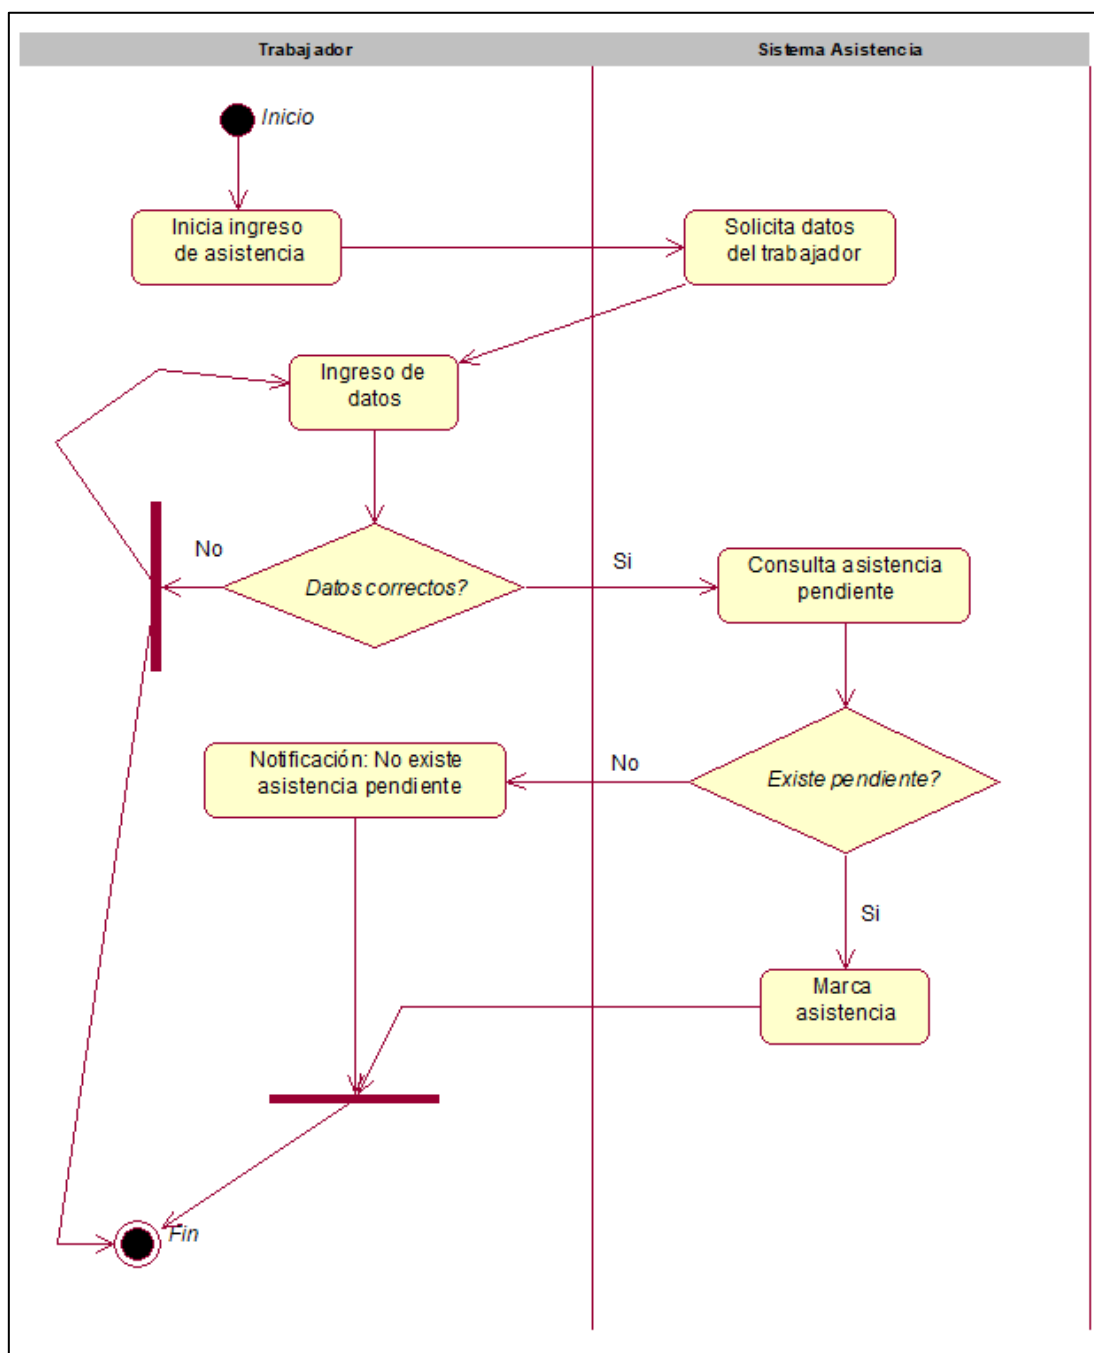 Trabajador
Sistema Asistencia
Inicio
Inicia ingreso
de asistencia
Solicita datos
del trabajador
Ingreso de
datos
No
Datos correctos?
Si
Consulta asistencia
pendiente
Notificación: No existe
asistencia pendiente
No
Existe pendiente?
Si
Marca
asistencia
Fin